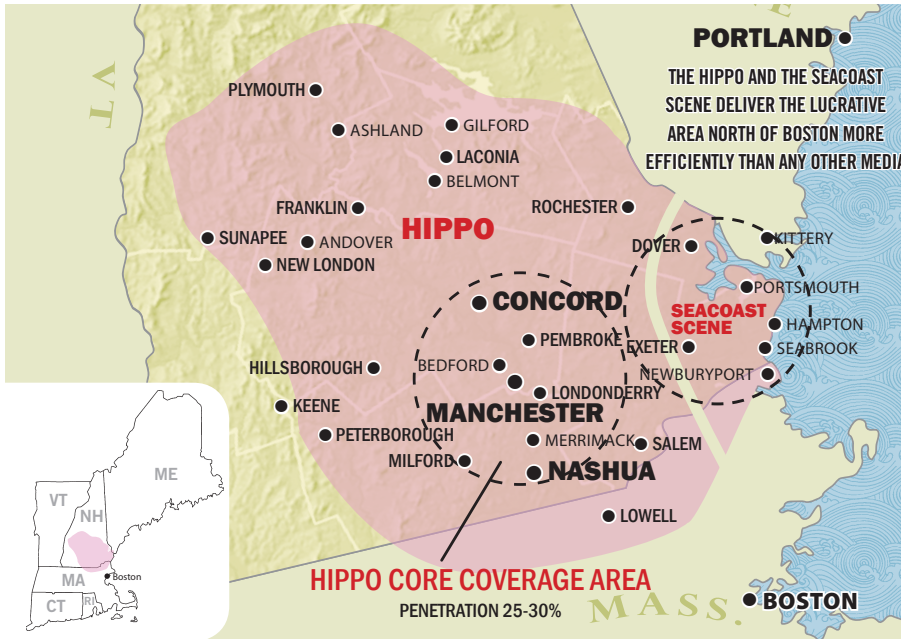 PORTLAND
THE HIPPO AND THE SEACOAST
SCENE DELIVER THE LUCRATIVE
AREA NORTH OF BOSTON MORE
EFFICIENTLY THAN ANY OTHER MEDIA
VT
PLYMOUTH
ASHLAND
GILFORD
LACONIA
BELMONT
FRANKLIN
HIPPO
ROCHESTER
SUNAPEE
ANDOVER
NEW LONDON
DOVER
KITTERY
PORTSMOUTH
CONCORD
SEACOAST
SCENE
HAMPTON
PEMBROKE
EXETER
SEABROOK
HILLSBOROUGH
BEDFORD
NEWBURYPORT
LONDONDERRY
KEENE
MANCHESTER
PETERBOROUGH
MERRIMACK
SALEM
MILFORD
NASHUA
LOWELL
HIPPO CORE COVERAGE AREA
PENETRATION 25-30%
MASS.
BOSTON
ME
VT
NH
MA
Boston
CT
RI